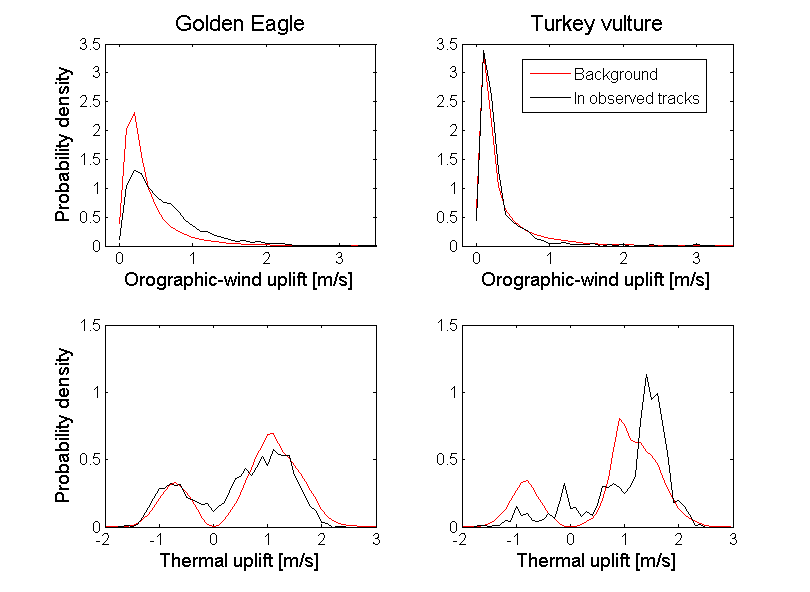 Golden Eagle
Turkey vulture
3.5
3
2.5
2
1.5
1
0.5
0
Probability density
0 1 2 3
Orographic-wind uplift [m/s]
3.5
3
2.5
2
1.5
1
0.5
0
Background
In observed tracks
0 1 2 3
Orographic-wind uplift [m/s]
1.5
1
0.5
0
Probability density
-2 -1 0 1 2 3
Thermal uplift [m/s]
1.5
1
0.5
0
-2 -1 0 1 2 3
Thermal uplift [m/s]